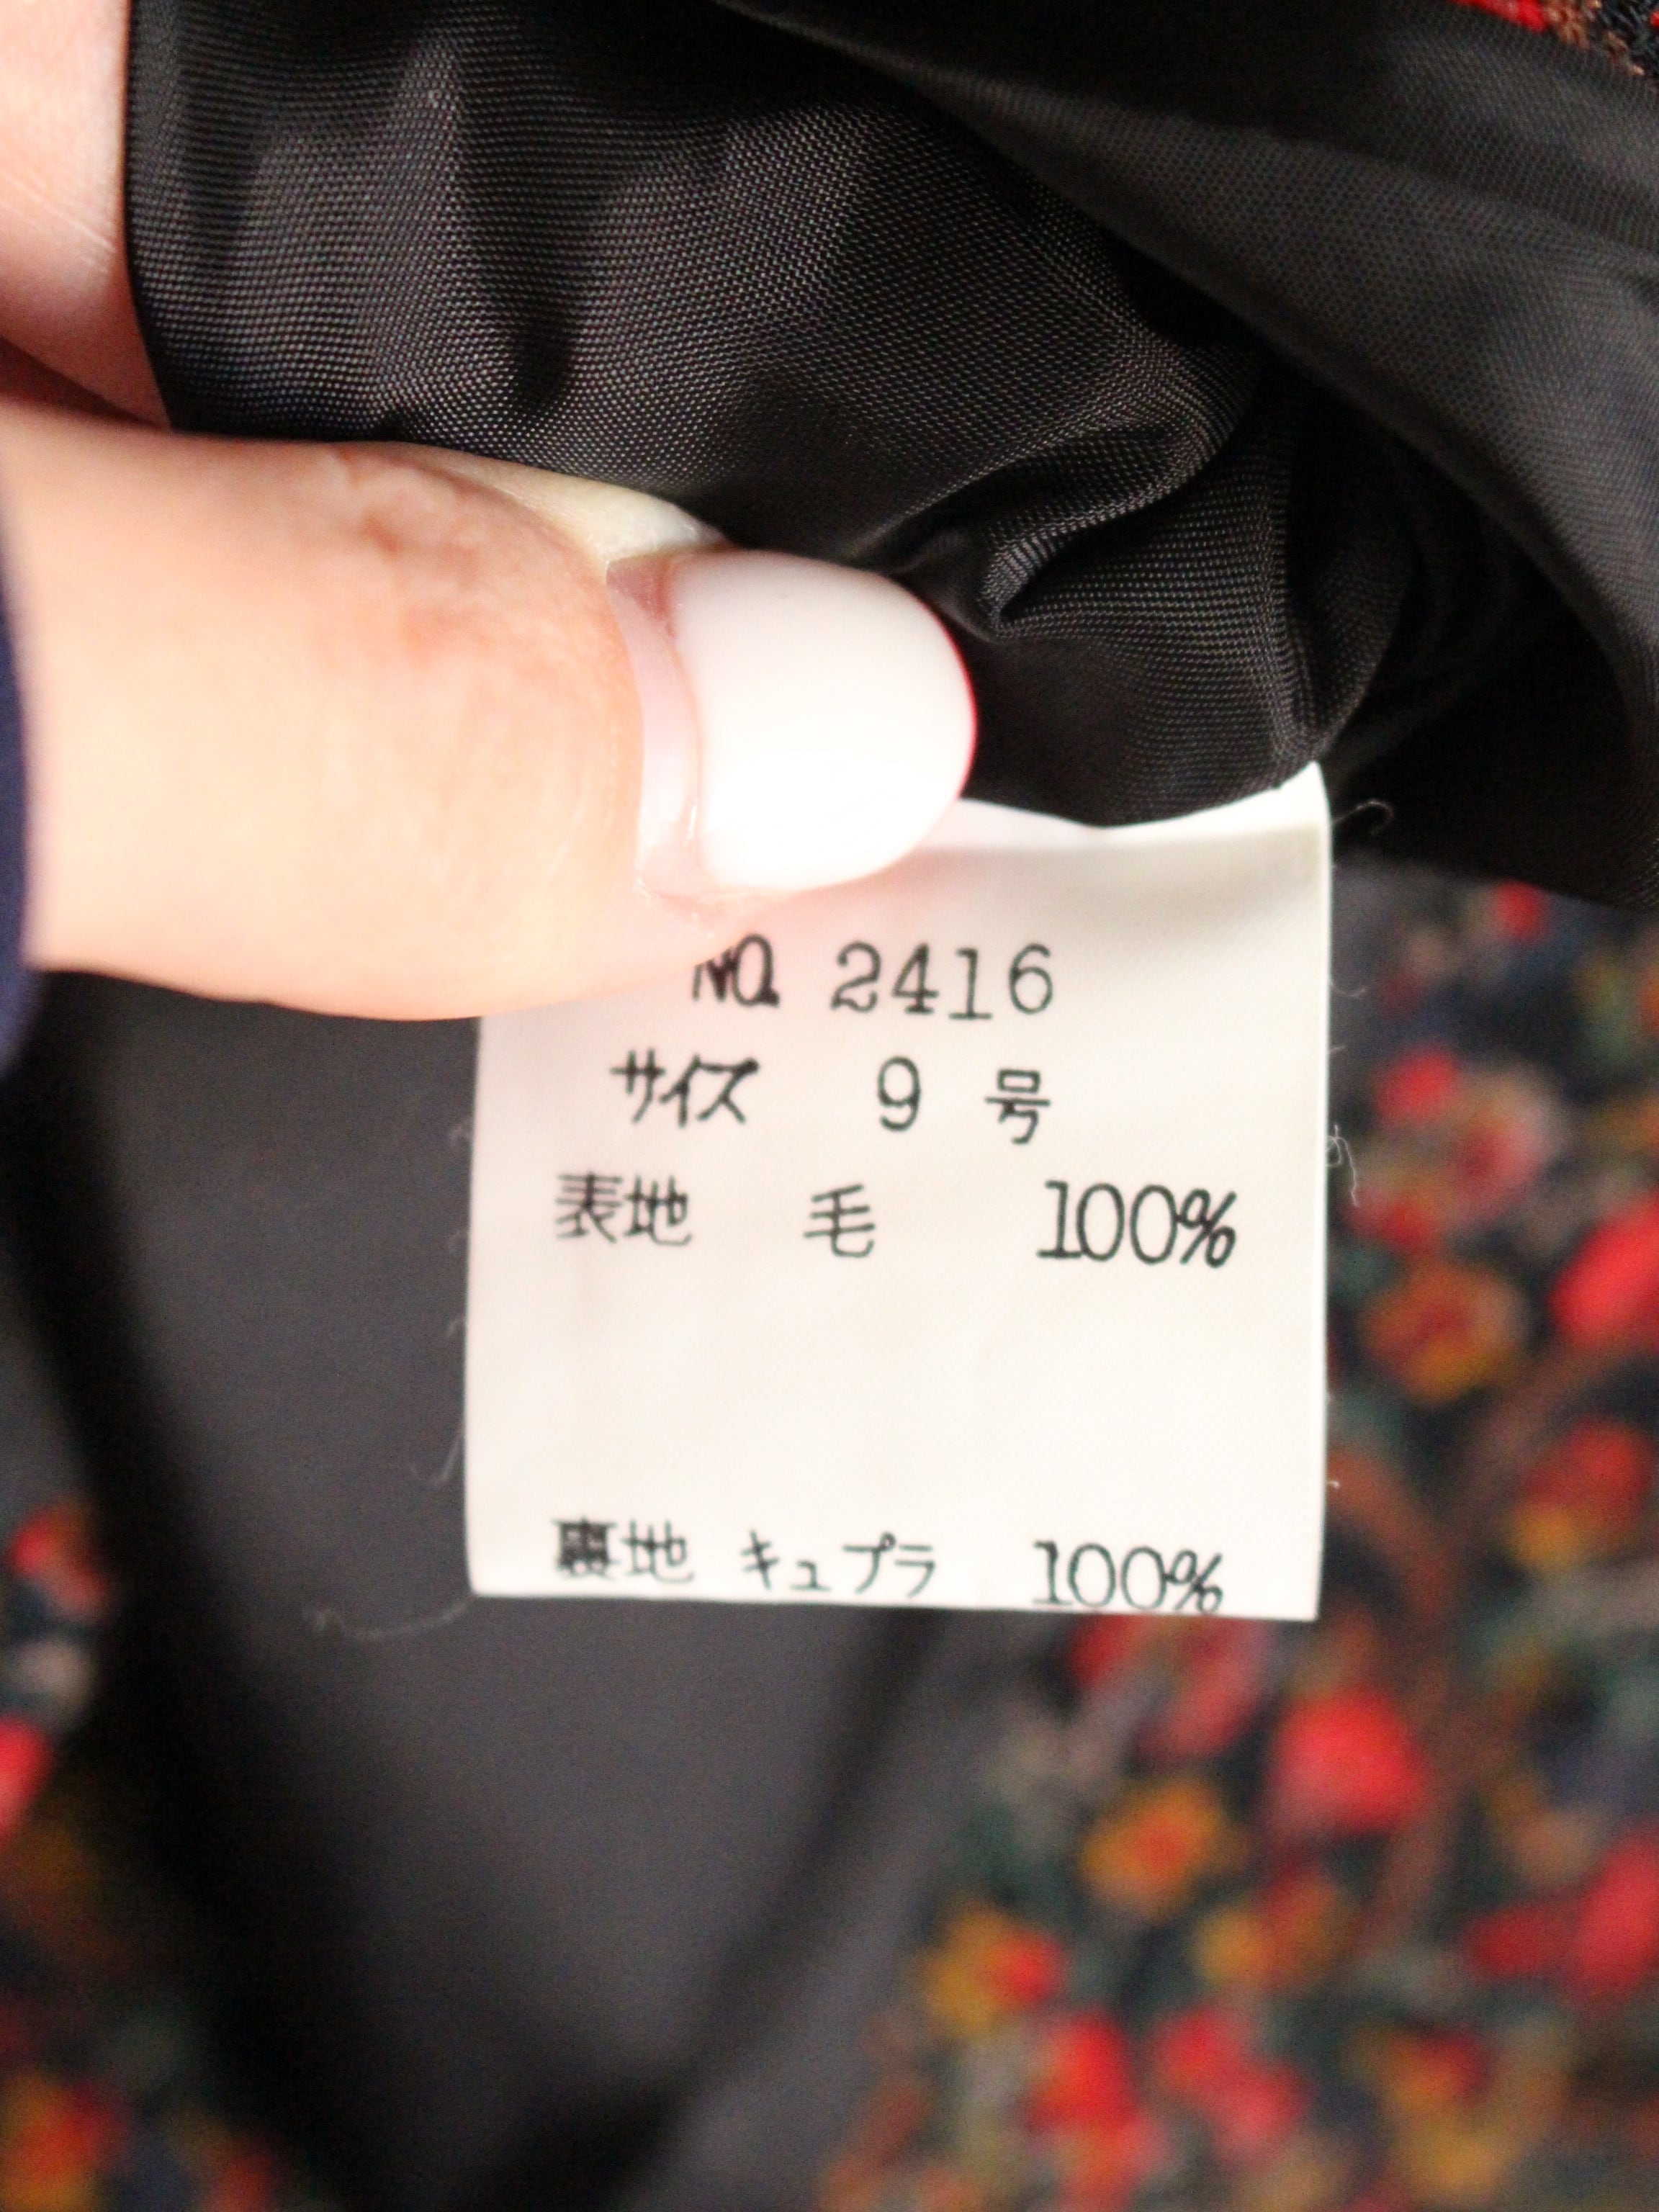 No. 2416
サイズ 9 号
表地 毛 100%
裏地 キュプラ 100%